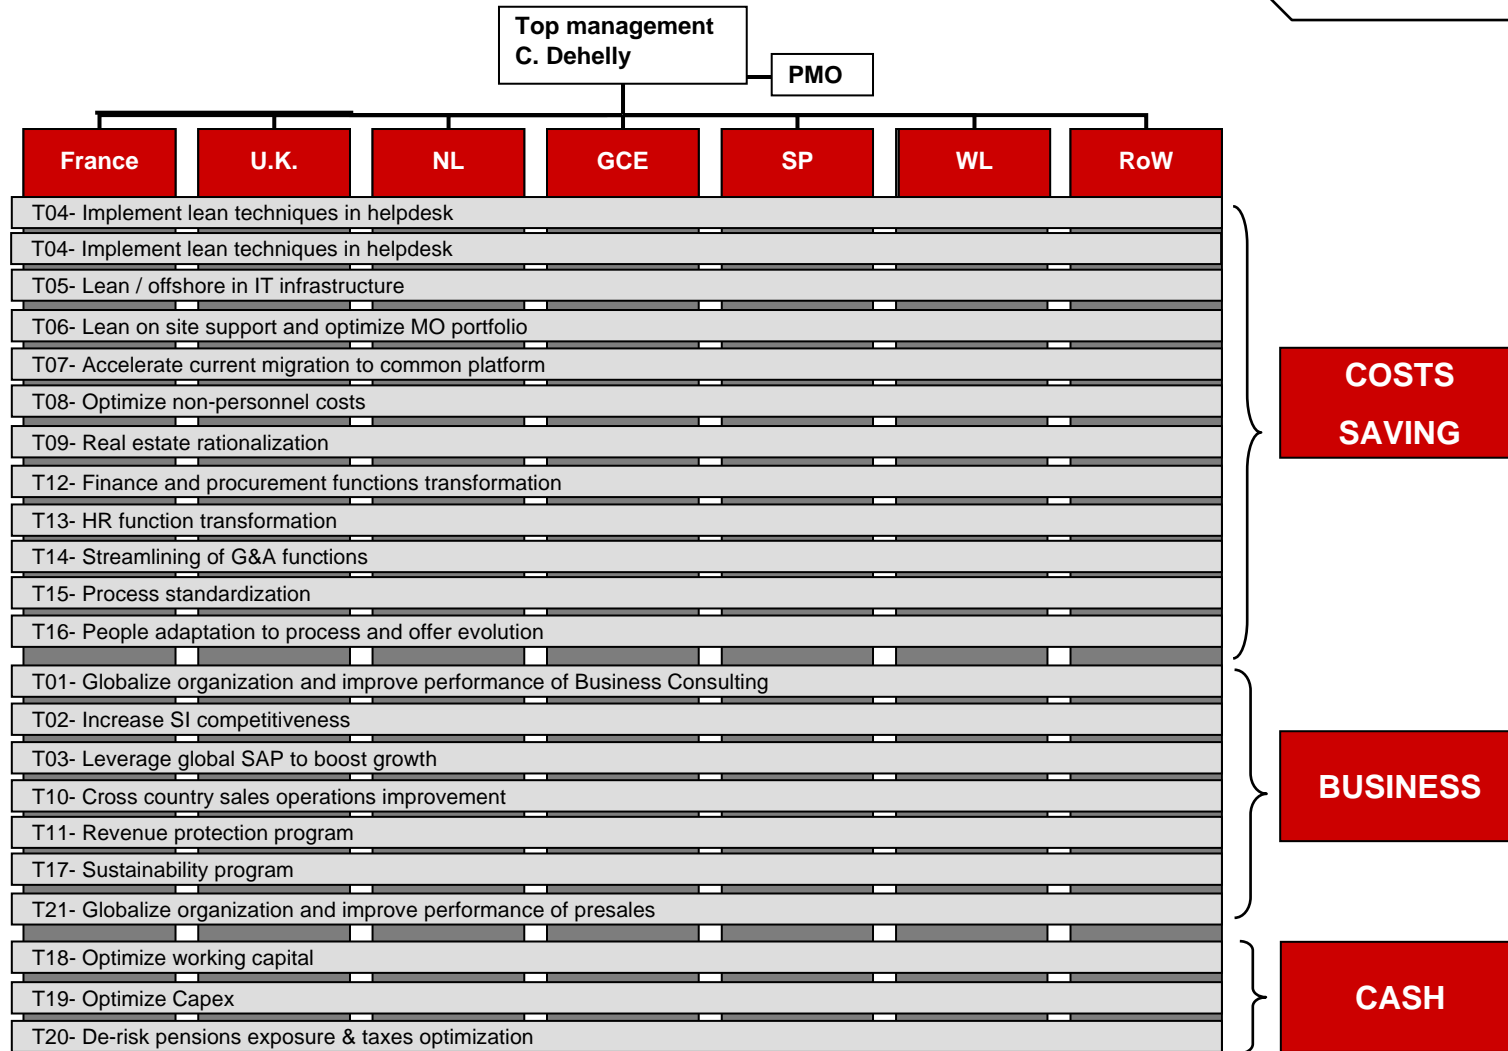 Top management
C. Dehelly
PMO
France
U.K.
NL
GCE
SP
WL
RoW
T04- Implement lean techniques in helpdesk
T04- Implement lean techniques in helpdesk
T05- Lean / offshore in IT infrastructure
T06- Lean on site support and optimize MO portfolio
T07- Accelerate current migration to common platform
T08- Optimize non-personnel costs
T09- Real estate rationalization
T12- Finance and procurement functions transformation
T13- HR function transformation
T14- Streamlining of G&A functions
T15- Process standardization
T16- People adaptation to process and offer evolution
COSTS
SAVING
T01- Globalize organization and improve performance of Business Consulting
T02- Increase SI competitiveness
T03- Leverage global SAP to boost growth
T10- Cross country sales operations improvement
T11- Revenue protection program
T17- Sustainability program
T21- Globalize organization and improve performance of presales
BUSINESS
T18- Optimize working capital
T19- Optimize Capex
T20- De-risk pensions exposure & taxes optimization
CASH